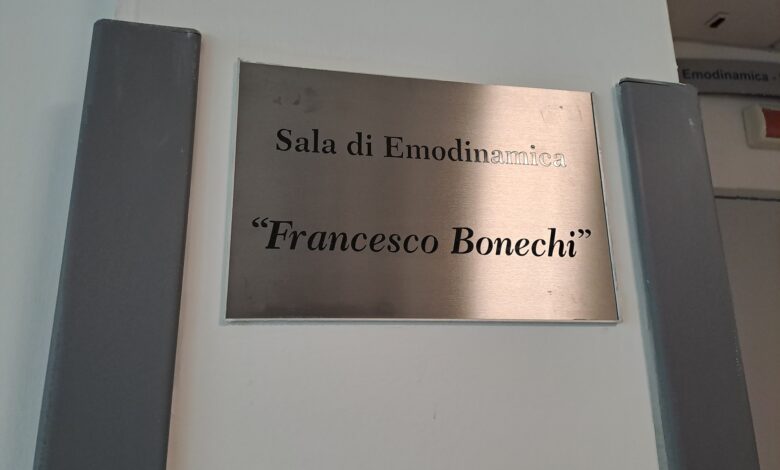 Sala di Emodinamica
“Francesco Bonechi”
Emodinamica -